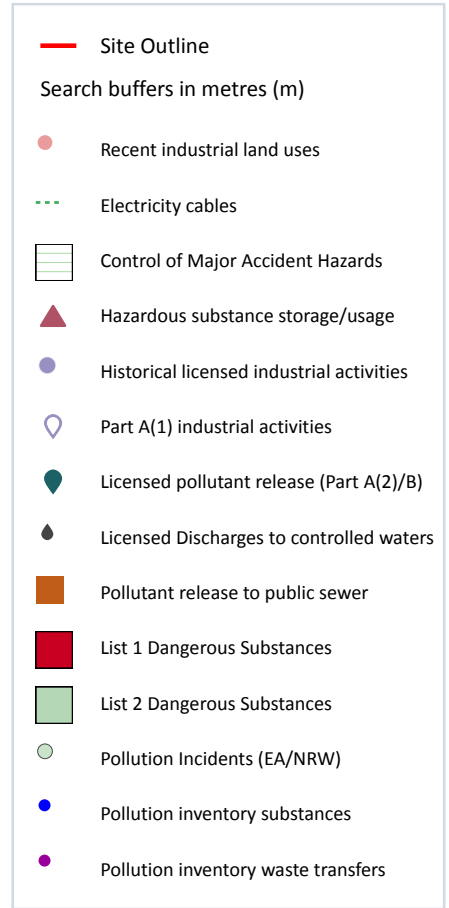 Site Outline
Search buffers in metres (m)
Recent industrial land uses
Electricity cables
Control of Major Accident Hazards
Hazardous substance storage/usage
Historical licensed industrial activities
Part A(1) industrial activities
Licensed pollutant release (Part A(2)/B)
Licensed Discharges to controlled waters
Pollutant release to public sewer
List 1 Dangerous Substances
List 2 Dangerous Substances
Pollution Incidents (EA/NRW)
Pollution inventory substances
Pollution inventory waste transfers